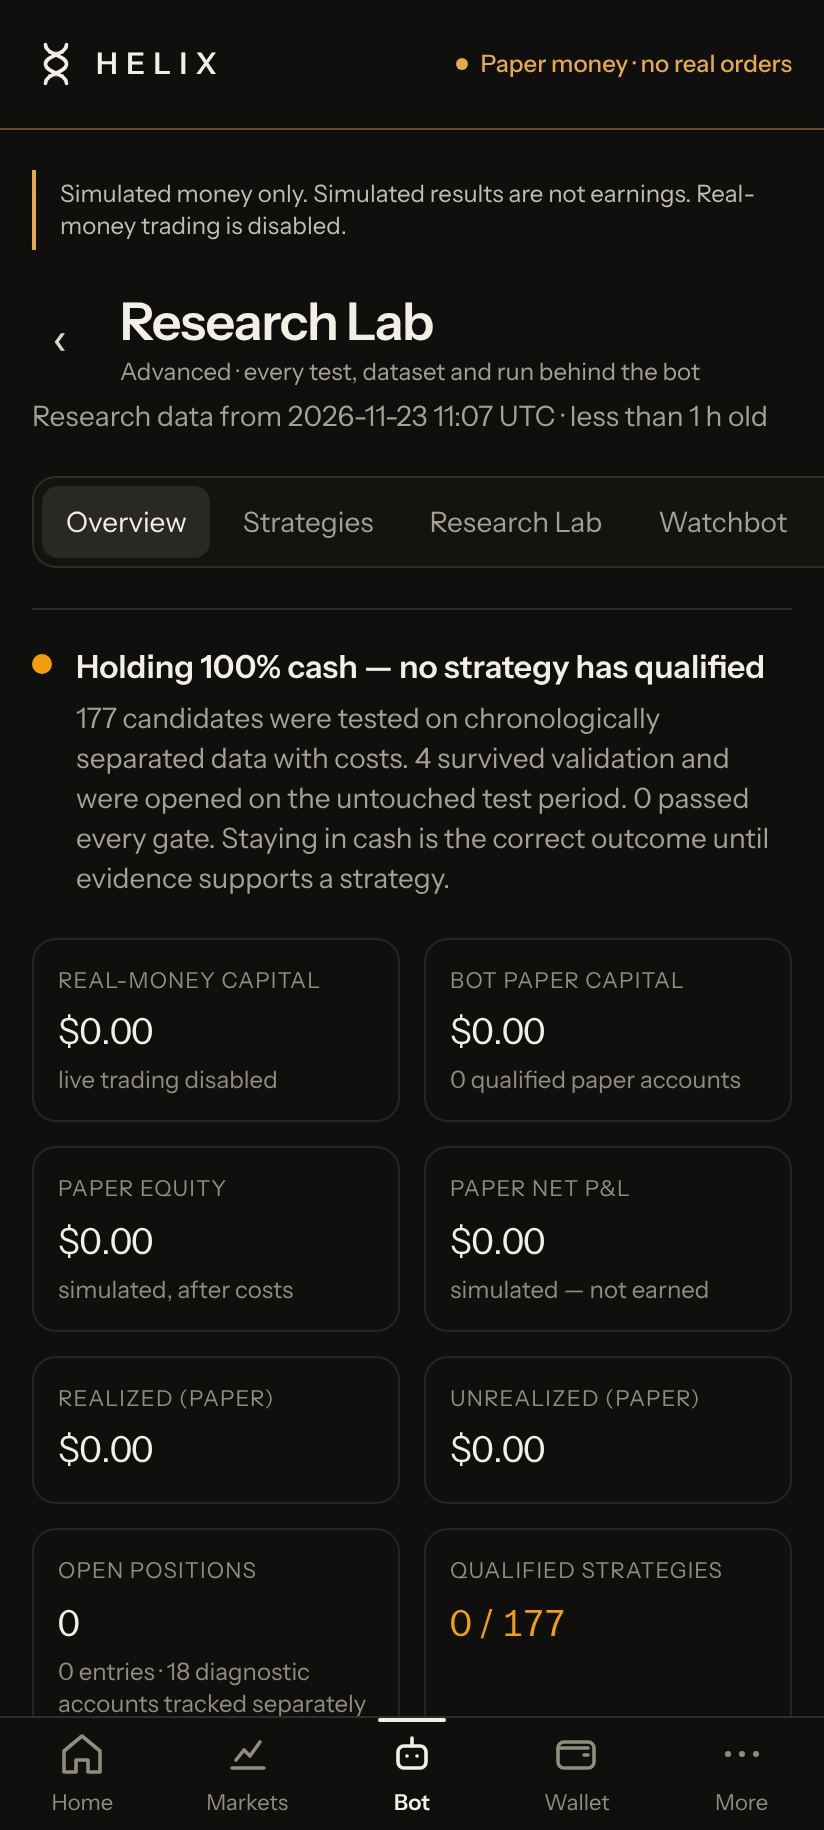 HELIX
Paper money · no real orders
Simulated money only. Simulated results are not earnings. Real-
money trading is disabled.
‹
Research Lab
Advanced · every test, dataset and run behind the bot
Research data from 2026-11-23 11:07 UTC · less than 1 h old
Overview Strategies Research Lab Watchbot
Holding 100% cash — no strategy has qualified
177 candidates were tested on chronologically
separated data with costs. 4 survived validation and
were opened on the untouched test period. 0 passed
every gate. Staying in cash is the correct outcome until
evidence supports a strategy.
REAL-MONEY CAPITAL
$0.00
live trading disabled
BOT PAPER CAPITAL
$0.00
0 qualified paper accounts
PAPER EQUITY
$0.00
simulated, after costs
PAPER NET P&L
$0.00
simulated — not earned
REALIZED (PAPER)
$0.00
UNREALIZED (PAPER)
$0.00
OPEN POSITIONS
0
0 entries · 18 diagnostic
accounts tracked separately
QUALIFIED STRATEGIES
0 / 177
Home Markets Bot Wallet More